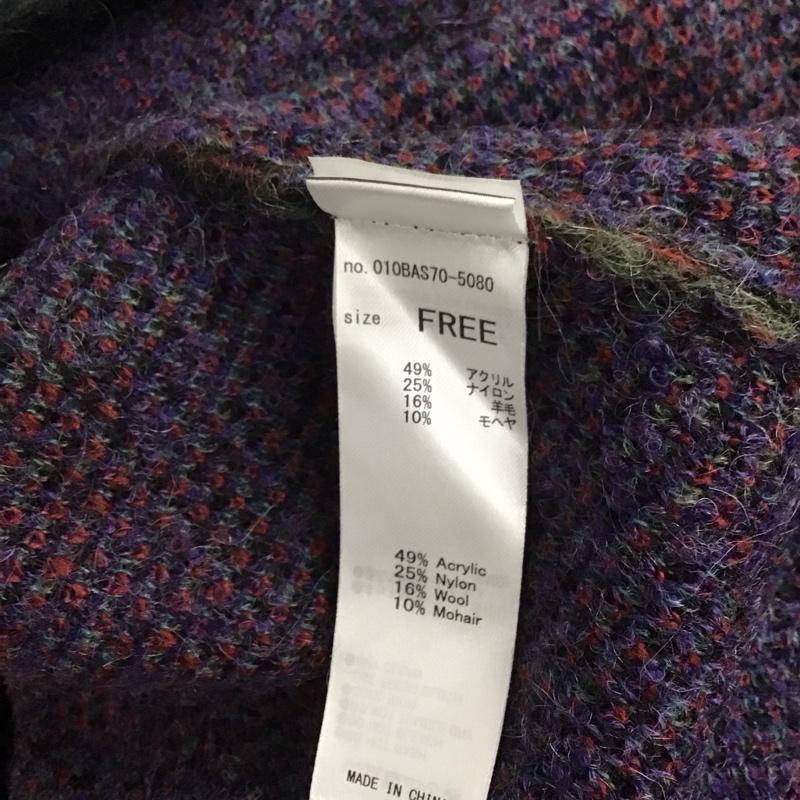 no. 010BAS70-5080
size FREE
49% アクリル
25% ナイロン
16% 羊毛
10% モヘヤ
49% Acrylic
25% Nylon
16% Wool
10% Mohair
MADE IN CHINA